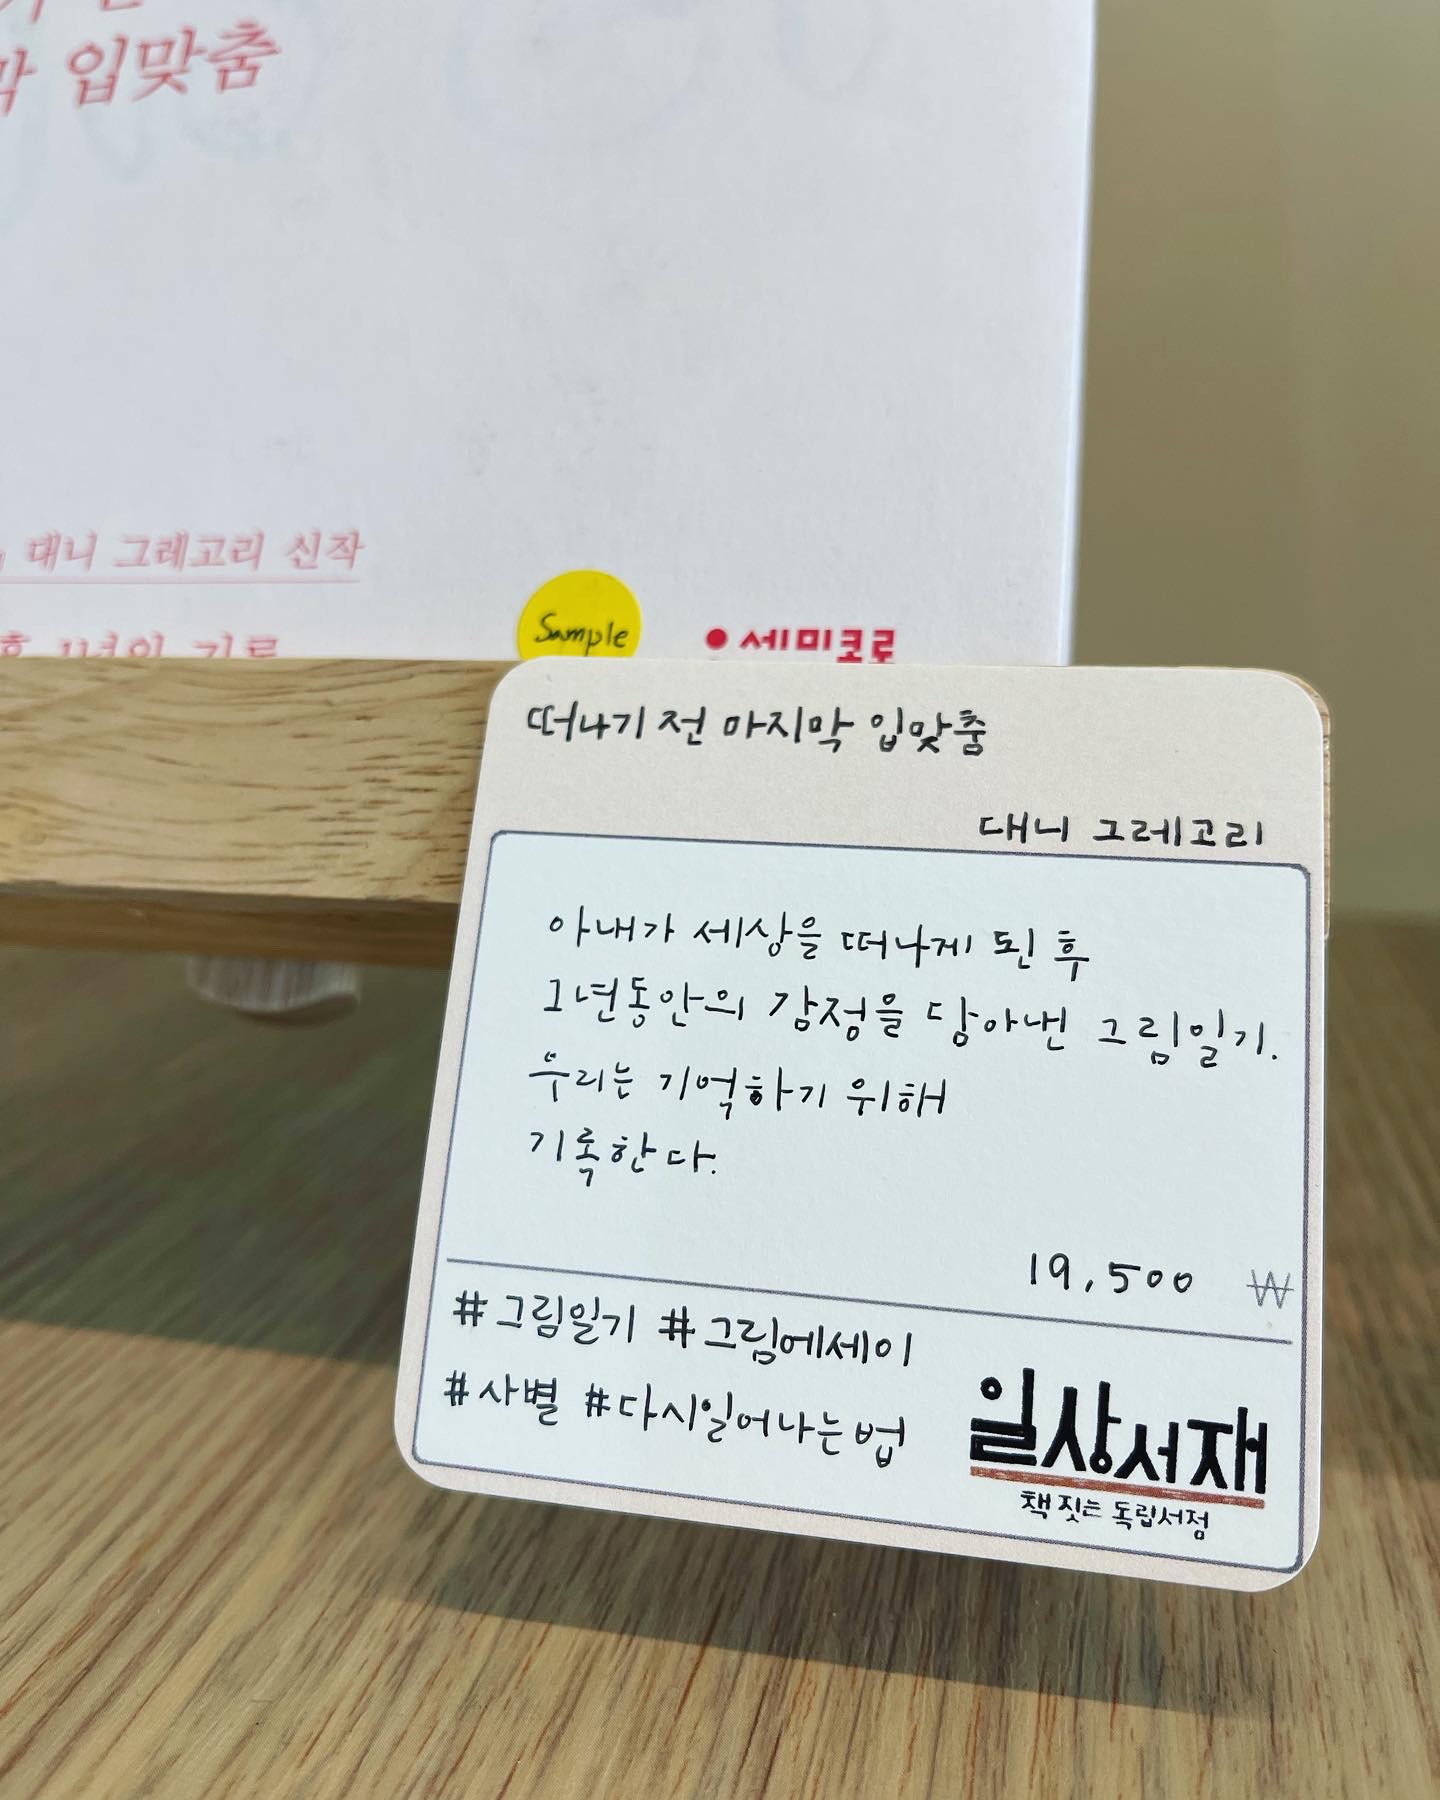 입맞춤
대니 그레고리 신작
Sample
세미코로
떠나기 전 마지막 입맞춤
대니 그레고리
아내가 세상을 떠나게 된 후
1년동안의 감정을 담아낸 그림일기.
우리는 기억하기 위해
기록한다.
19,500 ₩
#그림일기 #그림에세이
#사별 #다시일어나는법
일상서재
책 짓는 독립서점